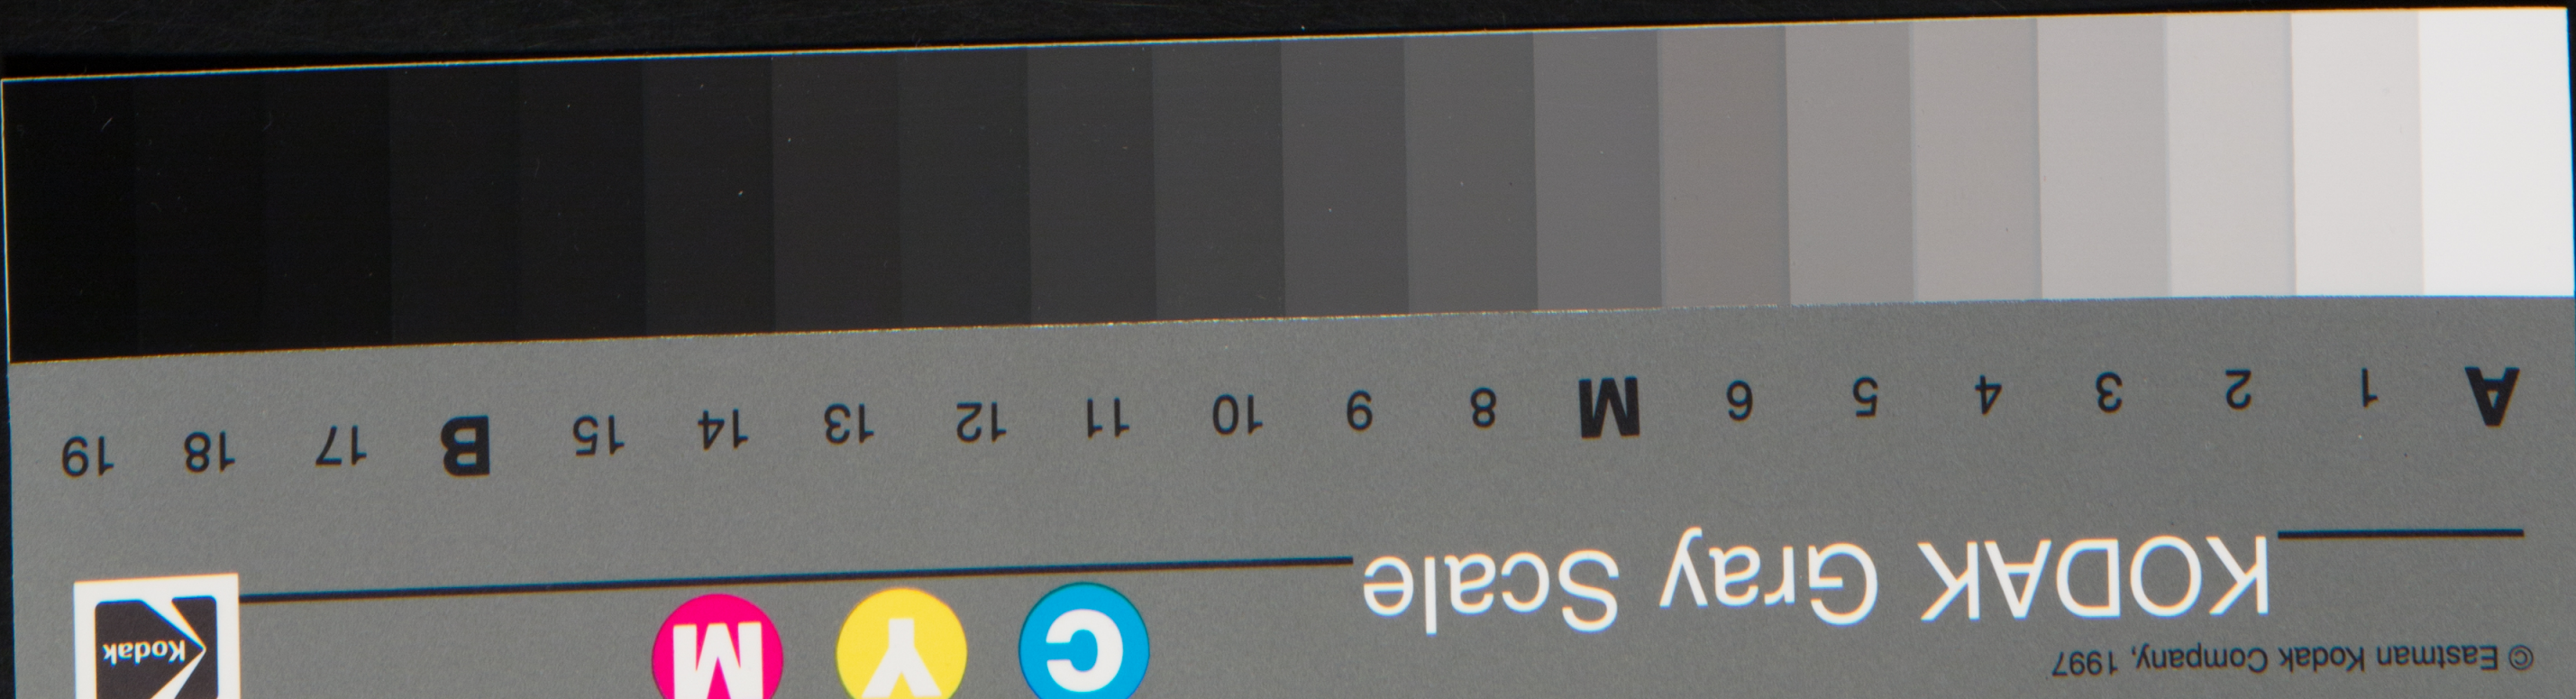 © Eastman Kodak Company, 1997
KODAK Gray Scale
C Y M
Kodak
A 1 2 3 4 5 6 M 8 9 10 11 12 13 14 15 B 17 18 19